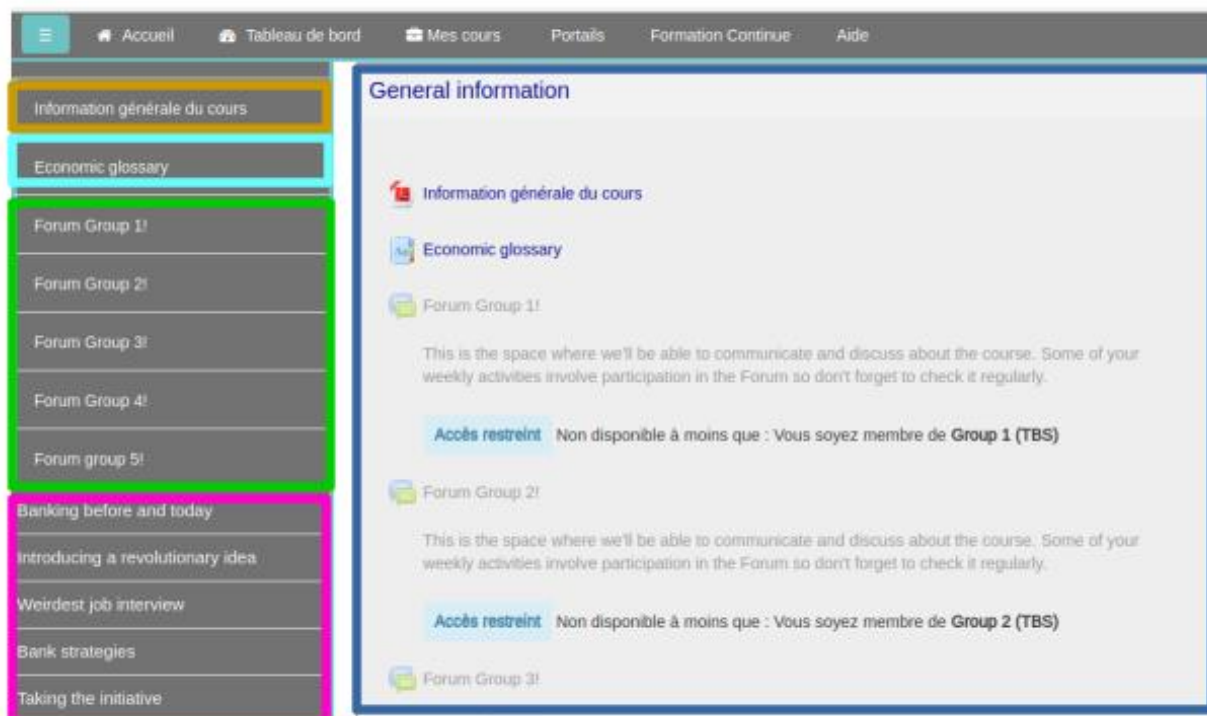 Accueil Tableau de bord Mes cours Portails Formation Continue Aide
Information générale du cours
Economic glossary
Forum Group 1!
Forum Group 2!
Forum Group 3!
Forum Group 4!
Forum group 5!
Banking before and today
Introducing a revolutionary idea
Weirdest job interview
Bank strategies
Taking the initiative
General information
Information générale du cours
Economic glossary
Forum Group 1!
This is the space where we'll be able to communicate and discuss about the course. Some of your
weekly activities involve participation in the Forum so don't forget to check it regularly.
Accès restreint Non disponible à moins que : Vous soyez membre de Group 1 (TBS)
Forum Group 2!
This is the space where we'll be able to communicate and discuss about the course. Some of your
weekly activities involve participation in the Forum so don't forget to check it regularly.
Accès restreint Non disponible à moins que : Vous soyez membre de Group 2 (TBS)
Forum Group 3!